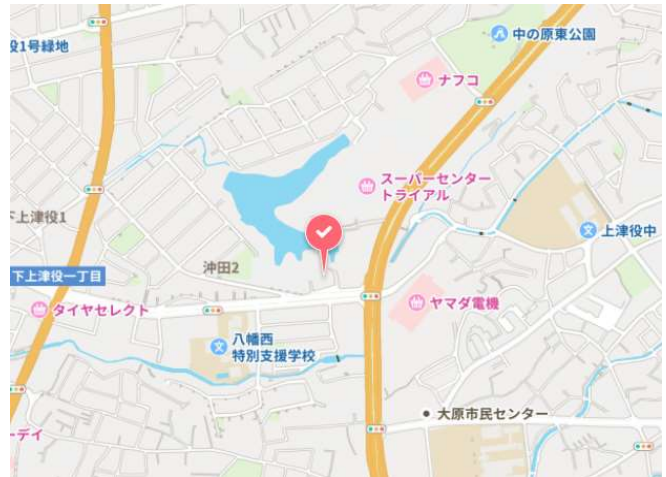 中の原東公園
役1号緑地
ナフコ
スーパーセンター
トライアル
下上津役1
上津役中
沖田2
下上津役一丁目
タイヤセレクト
ヤマダ電機
八幡西
特別支援学校
大原市民センター
ーデイ